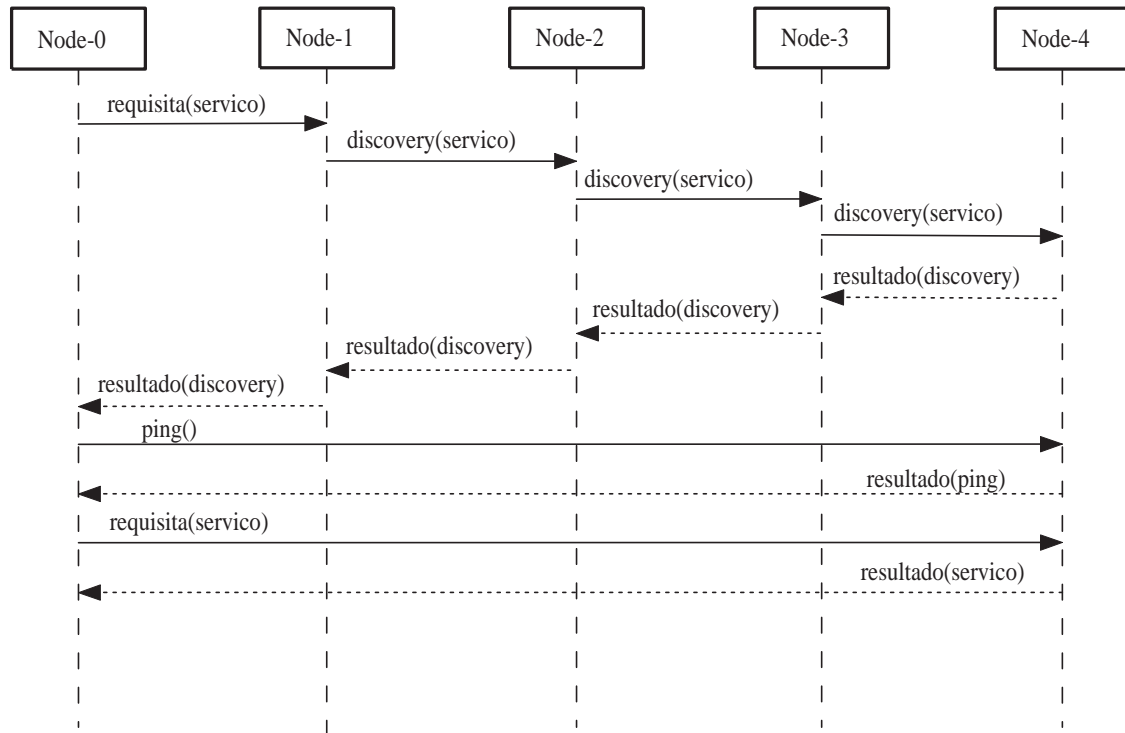 Node-0
Node-1
Node-2
Node-3
Node-4
requisita(servico)
discovery(servico)
discovery(servico)
discovery(servico)
resultado(discovery)
resultado(discovery)
resultado(discovery)
resultado(discovery)
ping()
resultado(ping)
requisita(servico)
resultado(servico)